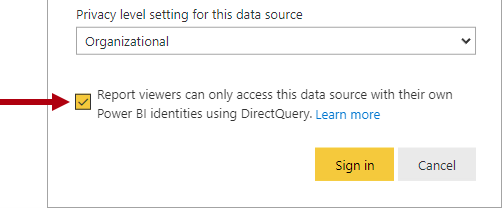 Privacy level setting for this data source
Organizational
Report viewers can only access this data source with their own
Power BI identities using DirectQuery. Learn more
Sign in
Cancel